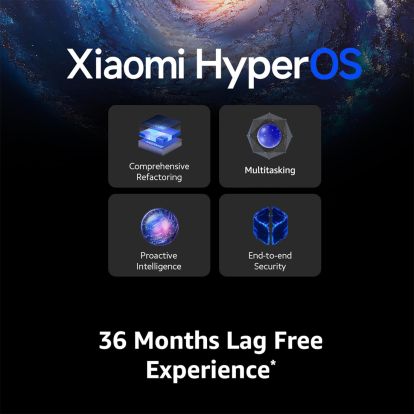 Xiaomi HyperOS
Comprehensive
Refactoring
Multitasking
Proactive
Intelligence
End-to-end
Security
36 Months Lag Free
Experience*